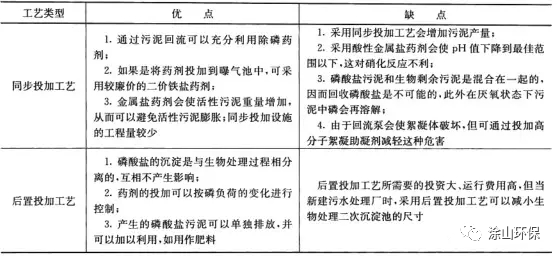 工艺类型 优 点 缺 点
同步投加工艺
1. 通过污泥回流可以充分利用除磷药
剂；
2. 如果是将药剂投加到曝气池中，可采
用较廉价的二价铁盐药剂；
3. 金属盐药剂会使活性污泥重量增加，
从而可以避免活性污泥膨胀；同步投加设施
的工程量较少
1. 采用同步投加工艺会增加污泥产量；
2. 采用酸性金属盐药剂会使 pH 值下降到最佳范
围以下，这对硝化反应不利；
3. 磷酸盐污泥和生物剩余污泥是混合在一起的，
因而回收磷酸盐是不可能的，此外在厌氧状态下污
泥中磷会再溶解；
4. 由于回流泵会使絮凝体破坏，但可通过投加高
分子絮凝助凝剂减轻这种危害
后置投加工艺
1. 磷酸盐的沉淀是与生物处理过程相分
离的，互相不产生影响；
2. 药剂的投加可以按磷负荷的变化进行
控制；
3. 产生的磷酸盐污泥可以单独排放，并
可以加以利用，如用作肥料
后置投加工艺所需要的投资大、运行费用高，但当
新建污水处理厂时，采用后置投加工艺可以减小生
物处理二次沉淀池的尺寸
涂山环保